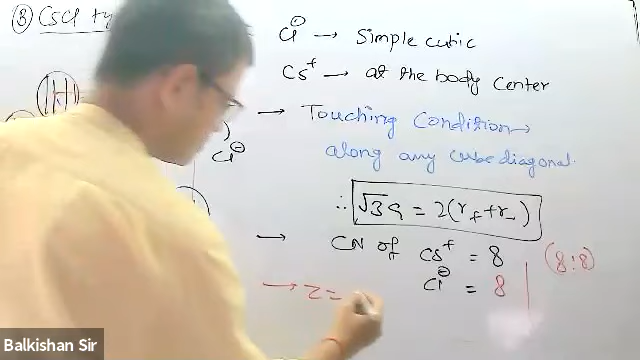 ③ CsCl ty
Cl⊖ → Simple cubic
Cs⁺ → at the body center
→ Touching Condition→
along any cube diagonal.
Cl⊖
∴ √3a = 2(r₊+r₋)
→ CN of Cs⁺ = 8
(8:8)
Cl⊖ = 8
→ Z =
Balkishan Sir